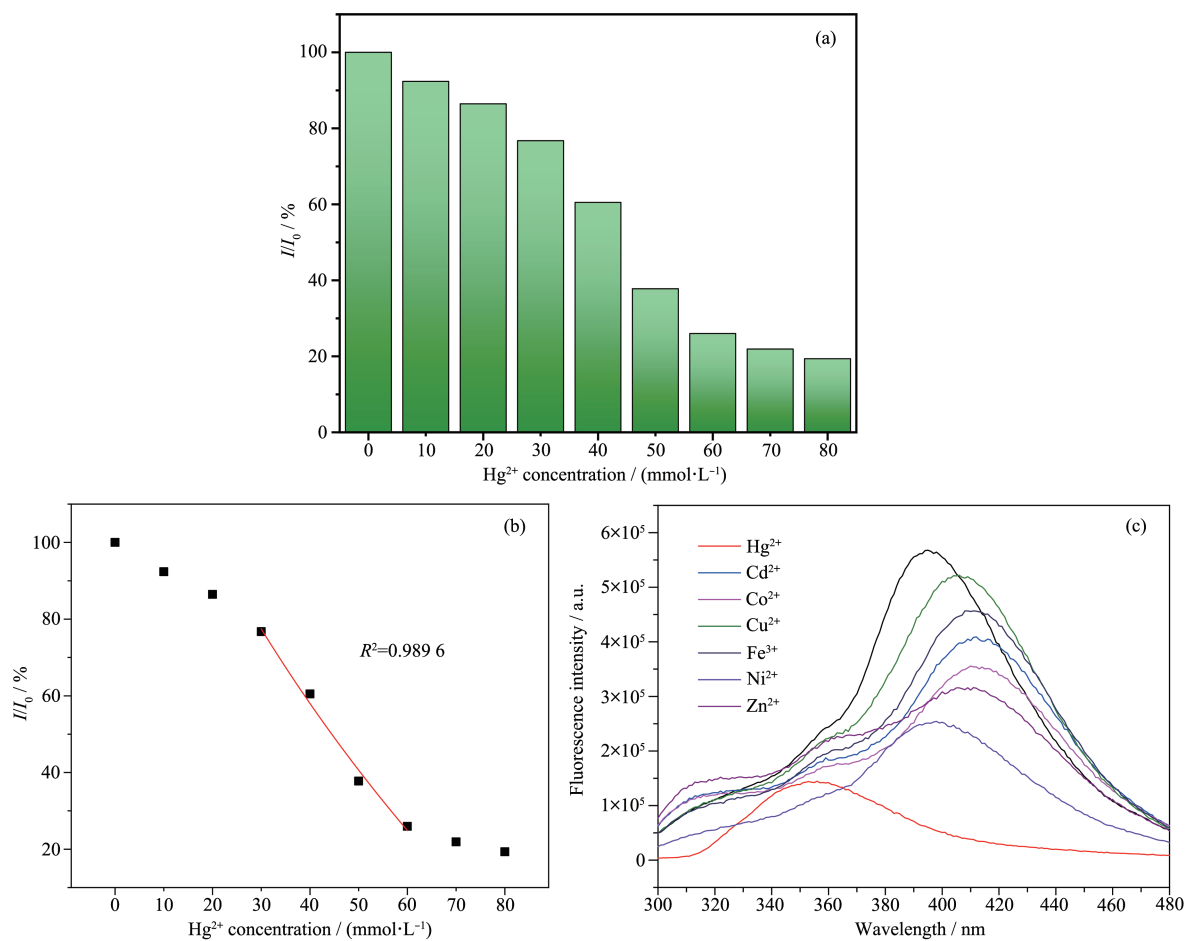 (a)
100
80
60
40
20
0
I/I₀ / %
0 10 20 30 40 50 60 70 80
Hg²⁺ concentration / (mmol·L⁻¹)
(b)
100
80
60
40
20
I/I₀ / %
R²=0.989 6
0 10 20 30 40 50 60 70 80
Hg²⁺ concentration / (mmol·L⁻¹)
(c)
6×10⁵
5×10⁵
4×10⁵
3×10⁵
2×10⁵
1×10⁵
0
Fluorescence intensity / a.u.
Hg²⁺
Cd²⁺
Co²⁺
Cu²⁺
Fe³⁺
Ni²⁺
Zn²⁺
300 320 340 360 380 400 420 440 460 480
Wavelength / nm